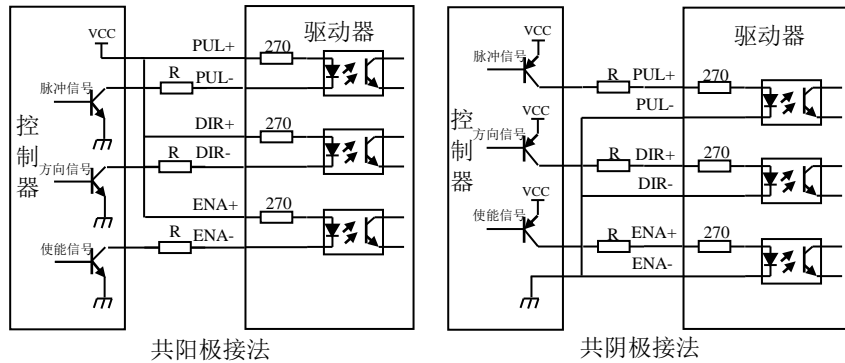 驱动器
VCC
PUL+
270
脉冲信号
R
PUL-
控制器
DIR+
270
方向信号
R
DIR-
ENA+
270
使能信号
R
ENA-
共阳极接法
驱动器
VCC
脉冲信号
R
PUL+
270
PUL-
控制器
VCC
方向信号
R
DIR+
270
DIR-
VCC
使能信号
R
ENA+
270
ENA-
共阴极接法